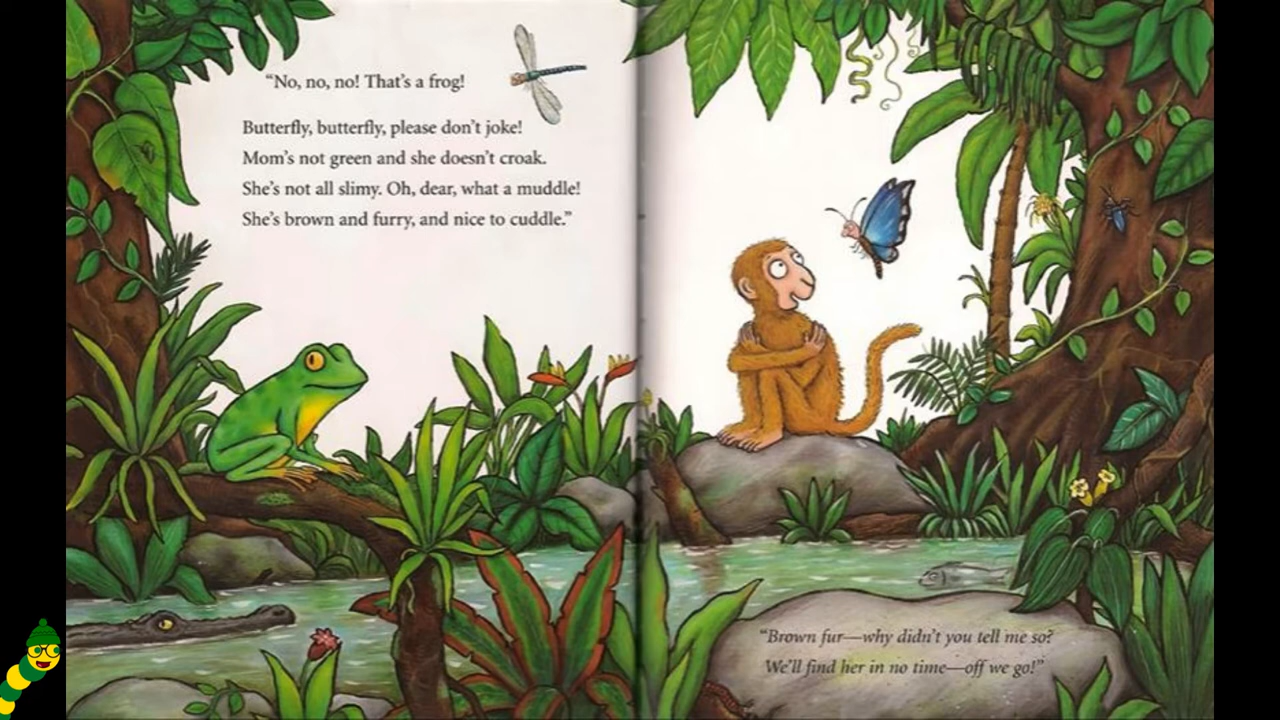 “No, no, no! That’s a frog!
Butterfly, butterfly, please don’t joke!
Mom’s not green and she doesn’t croak.
She’s not all slimy. Oh, dear, what a muddle!
She’s brown and furry, and nice to cuddle.”
“Brown fur—why didn’t you tell me so?
We’ll find her in no time—off we go!”